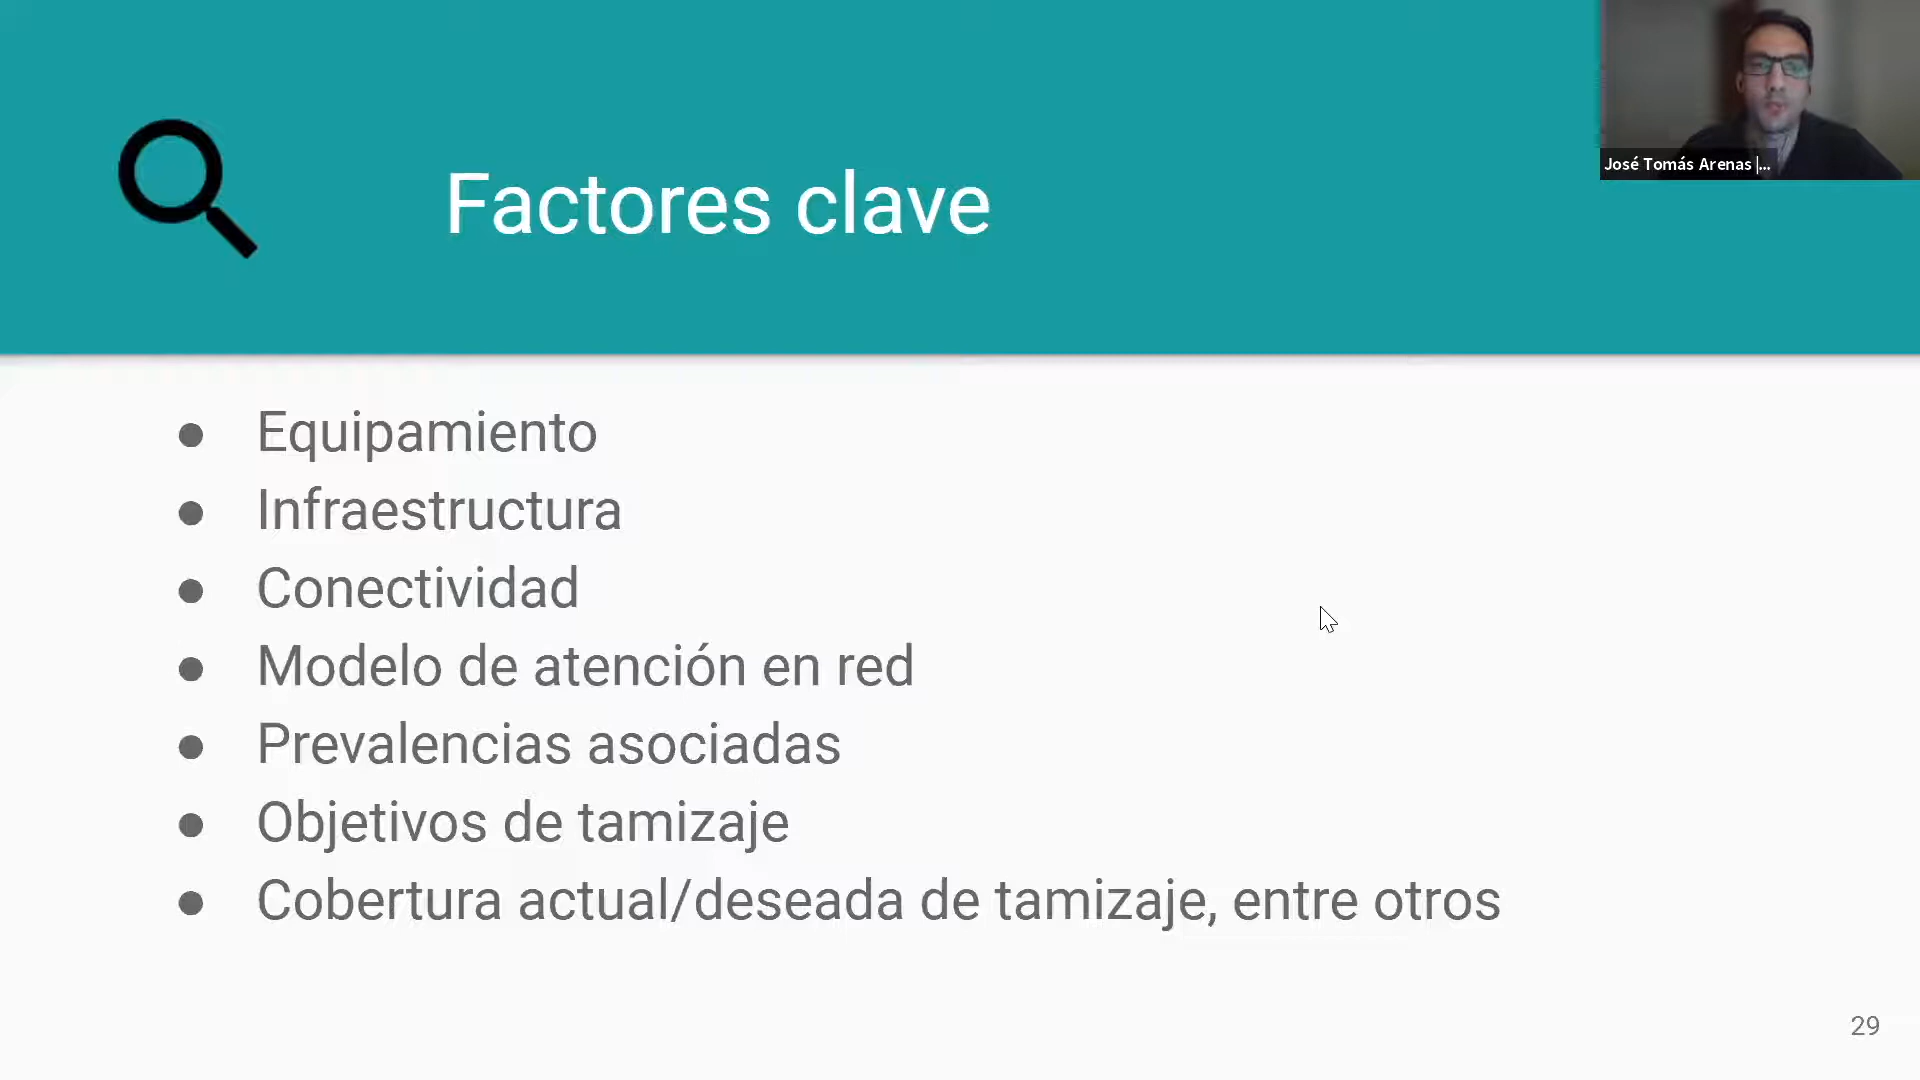 José Tomás Arenas |...
Factores clave
● Equipamiento
● Infraestructura
● Conectividad
● Modelo de atención en red
● Prevalencias asociadas
● Objetivos de tamizaje
● Cobertura actual/deseada de tamizaje, entre otros
29